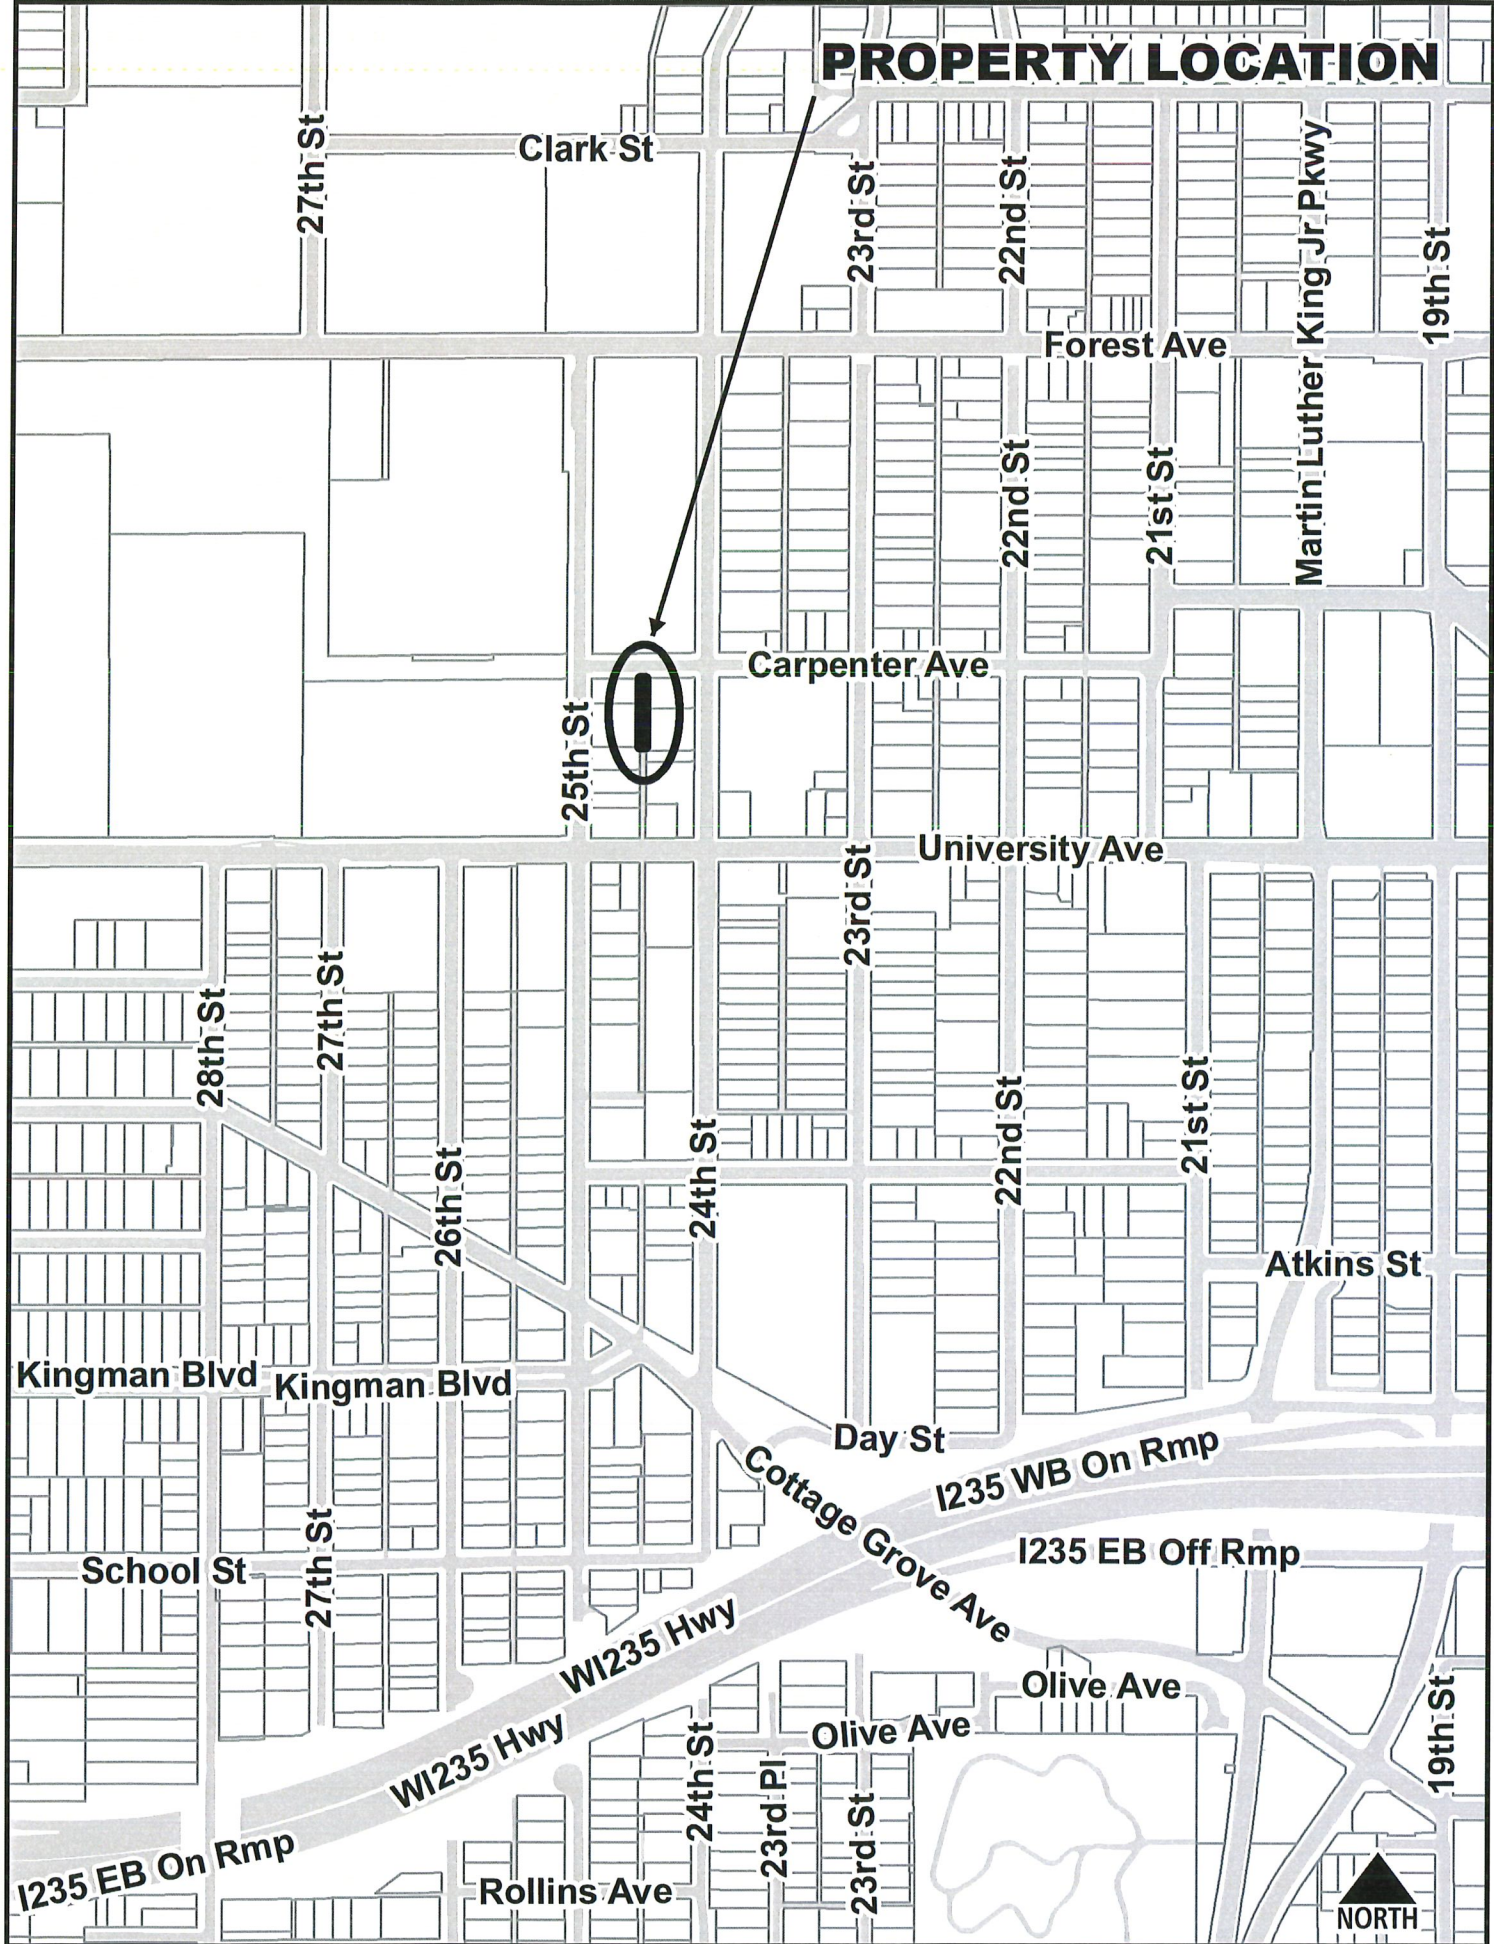 PROPERTY LOCATION
27th St
Clark St
23rd St
22nd St
Martin Luther King Jr Pkwy
19th St
Forest Ave
22nd St
21st St
Carpenter Ave
25th St
University Ave
23rd St
28th St
27th St
26th St
24th St
22nd St
21st St
Atkins St
Kingman Blvd
Kingman Blvd
Day St
Cottage Grove Ave
I235 WB On Rmp
I235 EB Off Rmp
School St
27th St
WI235 Hwy
WI235 Hwy
Olive Ave
Olive Ave
24th St
23rd Pl
23rd St
19th St
I235 EB On Rmp
Rollins Ave
NORTH